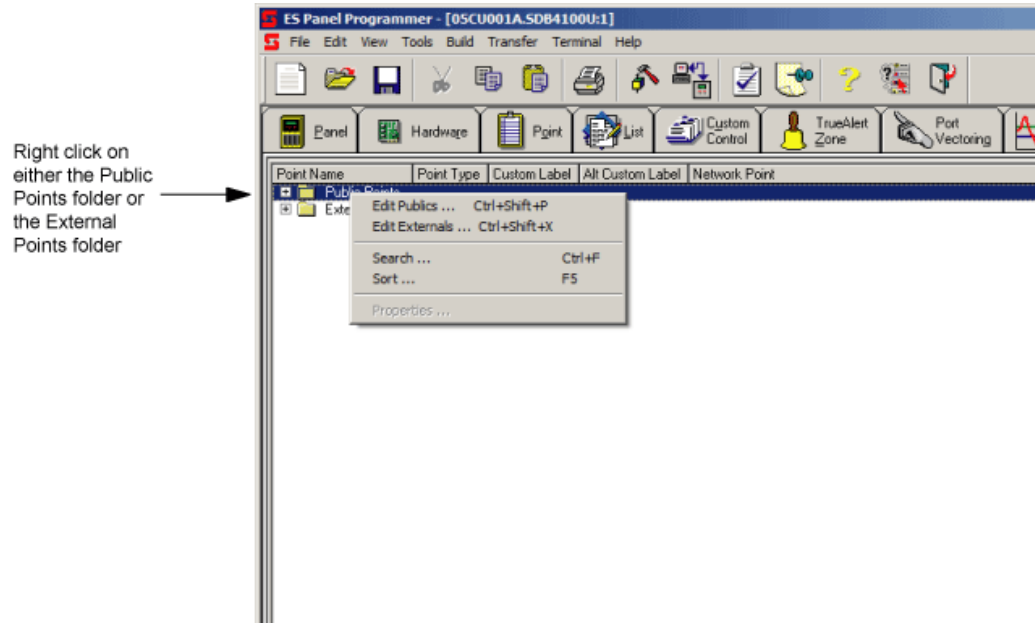 ES Panel Programmer - [05CU001A.SDB4100U:1]
File Edit View Tools Build Transfer Terminal Help
Panel Hardware Point List Custom Control TrueAlert Zone Port Vectoring
Right click on
either the Public
Points folder or
the External
Points folder
Point Name Point Type Custom Label Alt Custom Label Network Point
Public Points
Exte
Edit Publics ... Ctrl+Shift+P
Edit Externals ... Ctrl+Shift+X
Search ... Ctrl+F
Sort ... F5
Properties ...